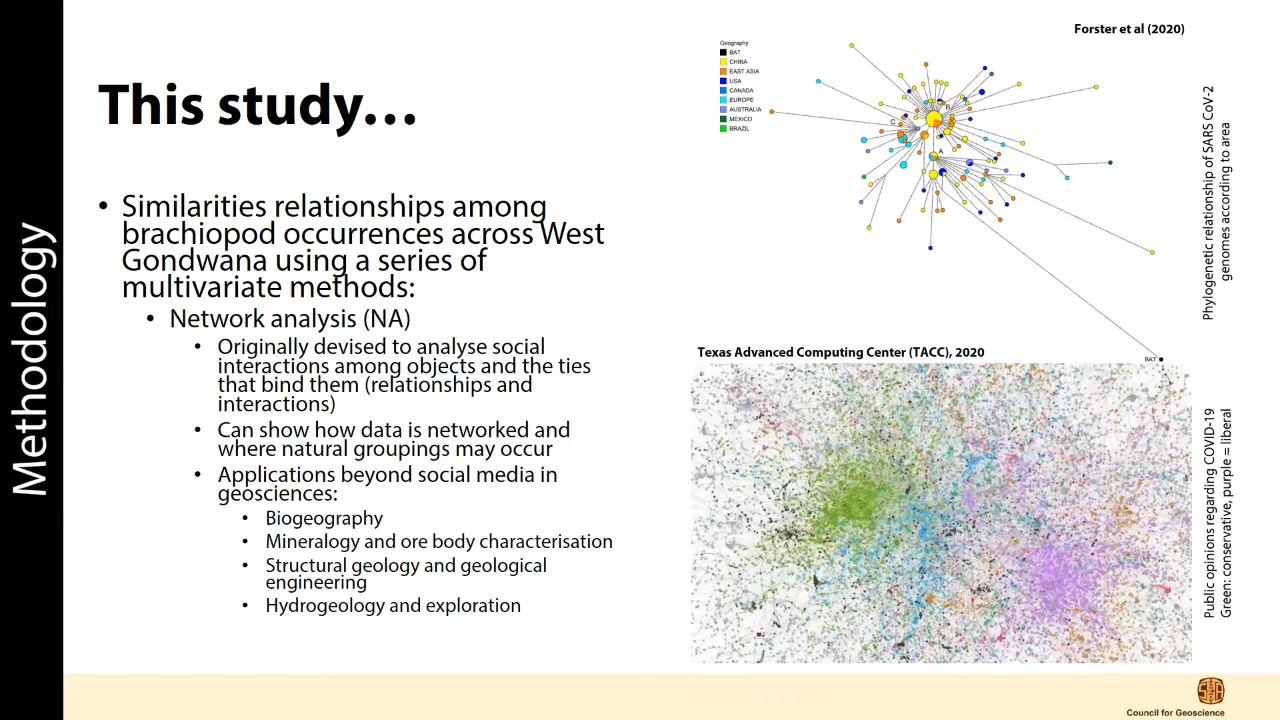 Methodology
This study…
• Similarities relationships among
brachiopod occurrences across West
Gondwana using a series of
multivariate methods:
• Network analysis (NA)
• Originally devised to analyse social
interactions among objects and the ties
that bind them (relationships and
interactions)
• Can show how data is networked and
where natural groupings may occur
• Applications beyond social media in
geosciences:
• Biogeography
• Mineralogy and ore body characterisation
• Structural geology and geological
engineering
• Hydrogeology and exploration
Forster et al (2020)
Geography
BAT
CHINA
EAST ASIA
USA
CANADA
EUROPE
AUSTRALIA
MEXICO
BRAZIL
B
C
A
BAT
Phylogenetic relationship of SARS CoV-2
genomes according to area
Texas Advanced Computing Center (TACC), 2020
Public opinions regarding COVID-19
Green: conservative, purple = liberal
Council for Geoscience